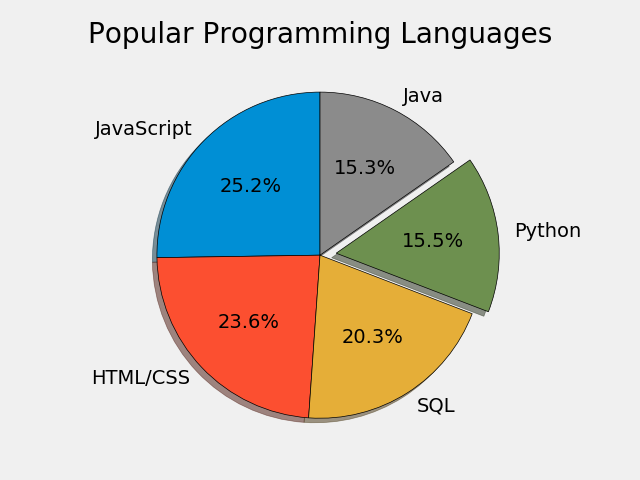 Popular Programming Languages
Java
JavaScript
15.3%
25.2%
Python
15.5%
23.6%
20.3%
HTML/CSS
SQL